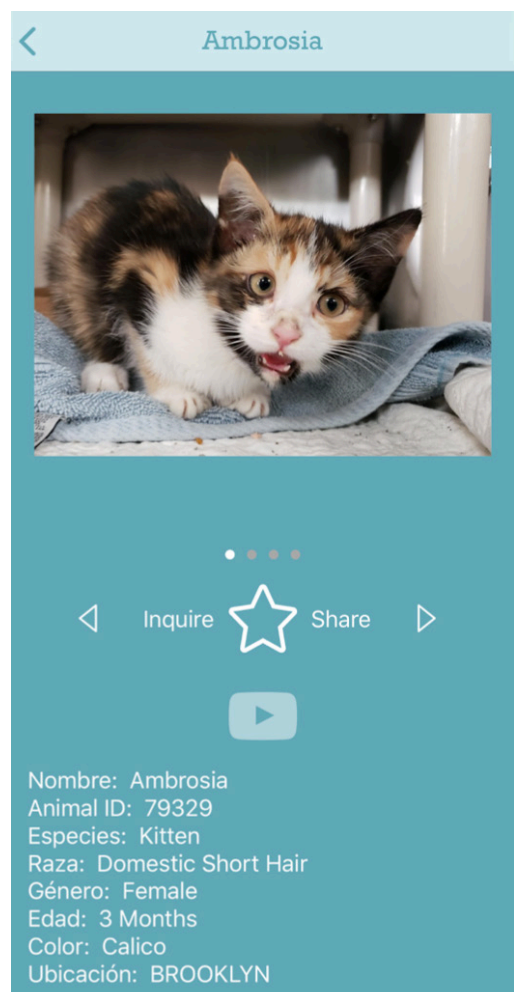 Ambrosia
Inquire Share
Nombre: Ambrosia
Animal ID: 79329
Especies: Kitten
Raza: Domestic Short Hair
Género: Female
Edad: 3 Months
Color: Calico
Ubicación: BROOKLYN